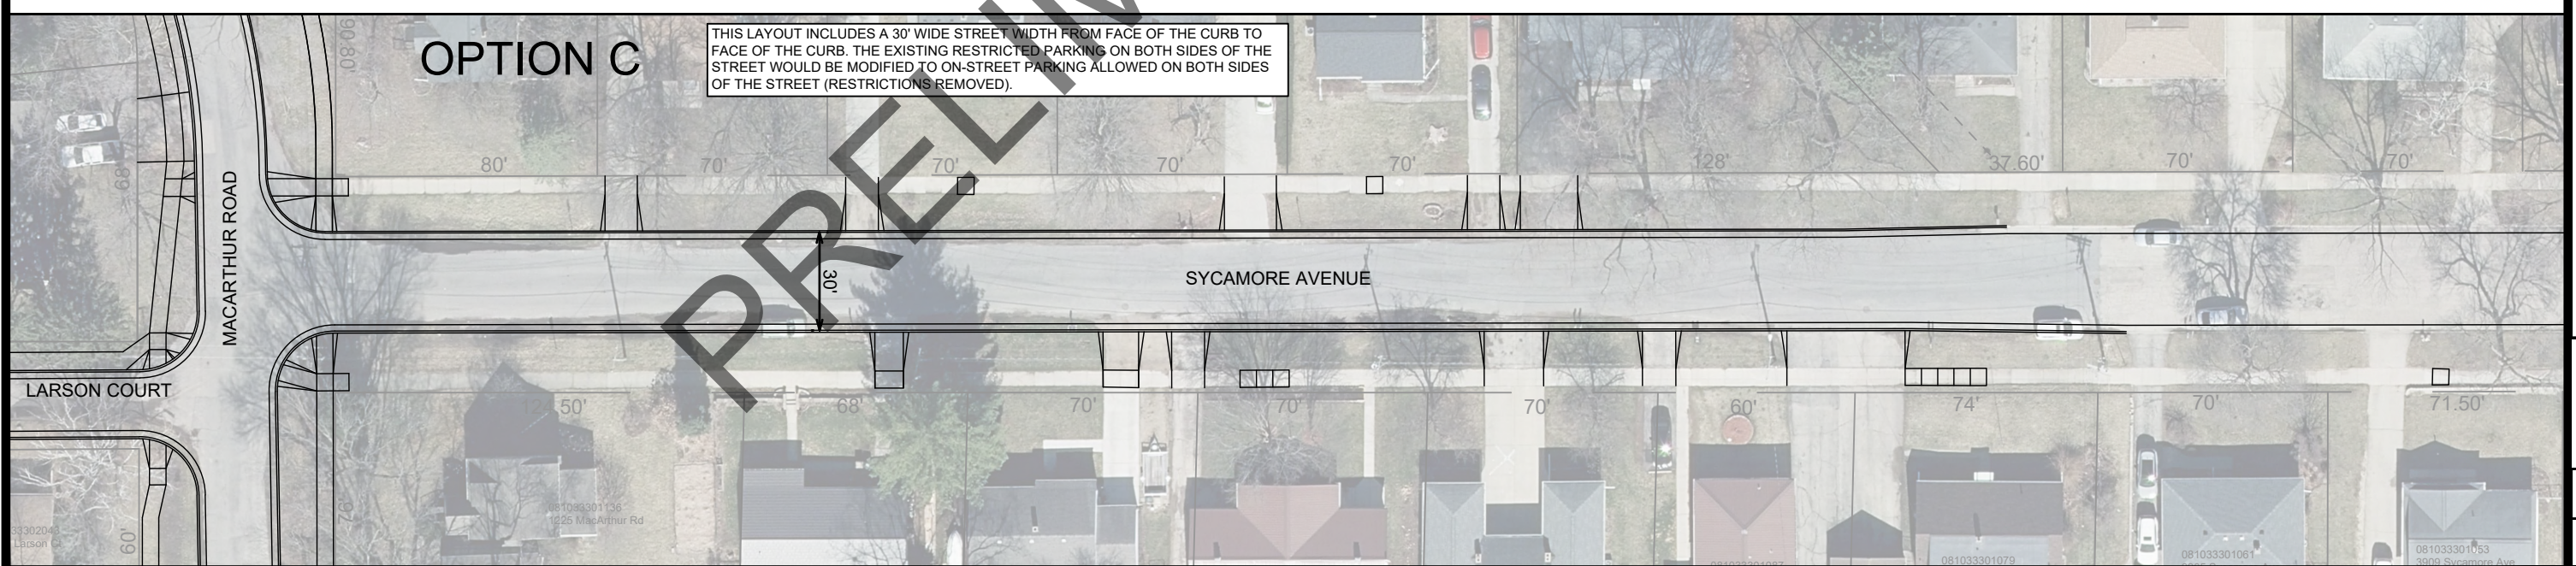 OPTION C
THIS LAYOUT INCLUDES A 30' WIDE STREET WIDTH FROM FACE OF THE CURB TO
FACE OF THE CURB. THE EXISTING RESTRICTED PARKING ON BOTH SIDES OF THE
STREET WOULD BE MODIFIED TO ON-STREET PARKING ALLOWED ON BOTH SIDES
OF THE STREET (RESTRICTIONS REMOVED).
90.80
80'
70'
70'
70'
70'
128'
37.60'
70'
70'
68'
MACARTHUR ROAD
30'
SYCAMORE AVENUE
LARSON COURT
68'
70'
70'
70'
60'
74'
70'
71.50'
60'
97'
081033301136
1225 MacArthur Rd
081033301079
081033301061
081033301053
3909 Sycamore Ave